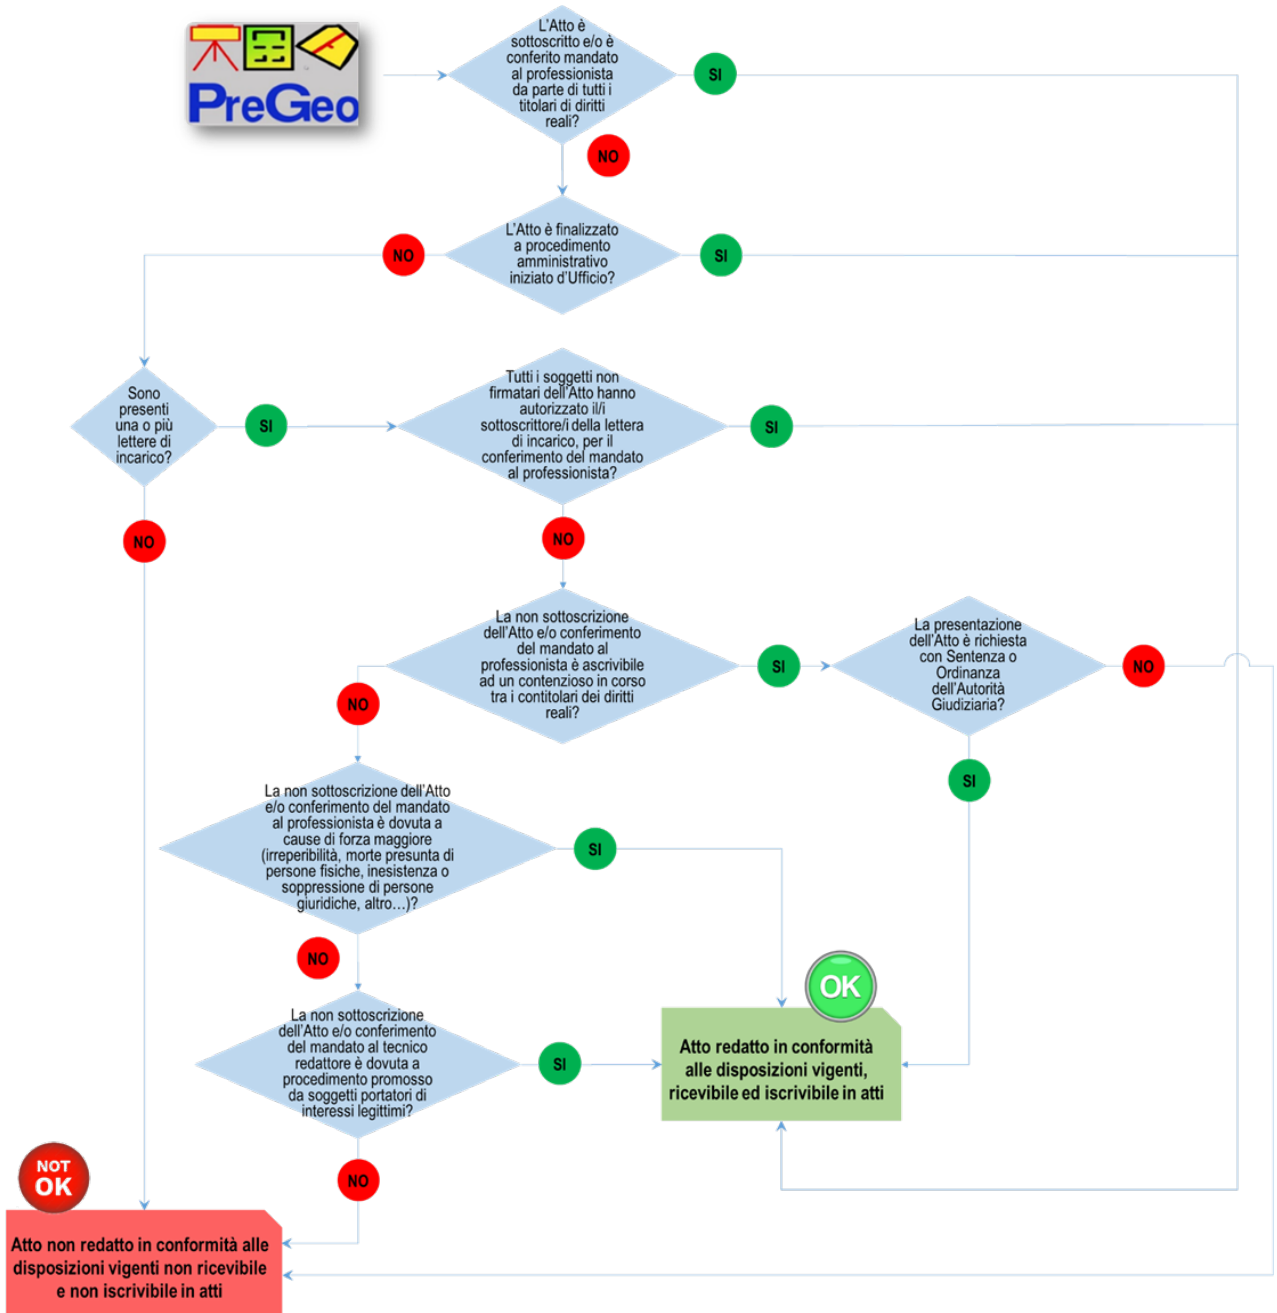 PreGeo
L'Atto è
sottoscritto e/o è
conferito mandato
al professionista
da parte di tutti i
titolari di diritti
reali?
SI
NO
L'Atto è finalizzato
a procedimento
amministrativo
iniziato d'Ufficio?
NO
SI
Sono
presenti
una o più
lettere di
incarico?
SI
NO
Tutti i soggetti non
firmatari dell'Atto hanno
autorizzato il/i
sottoscrittore/i della lettera
di incarico, per il
conferimento del mandato
al professionista?
SI
NO
La non sottoscrizione
dell'Atto e/o conferimento
del mandato al
professionista è ascrivibile
ad un contenzioso in corso
tra i contitolari dei diritti
reali?
SI
NO
La presentazione
dell'Atto è richiesta
con Sentenza o
Ordinanza
dell'Autorità
Giudiziaria?
NO
SI
La non sottoscrizione dell'Atto
e/o conferimento del mandato
al professionista è dovuta a
cause di forza maggiore
(irreperibilità, morte presunta di
persone fisiche, inesistenza o
soppressione di persone
giuridiche, altro…)?
SI
NO
La non sottoscrizione
dell'Atto e/o conferimento
del mandato al tecnico
redattore è dovuta a
procedimento promosso
da soggetti portatori di
interessi legittimi?
SI
NO
OK
Atto redatto in conformità
alle disposizioni vigenti,
ricevibile ed iscrivibile in atti
NOT
OK
Atto non redatto in conformità alle
disposizioni vigenti non ricevibile
e non iscrivibile in atti